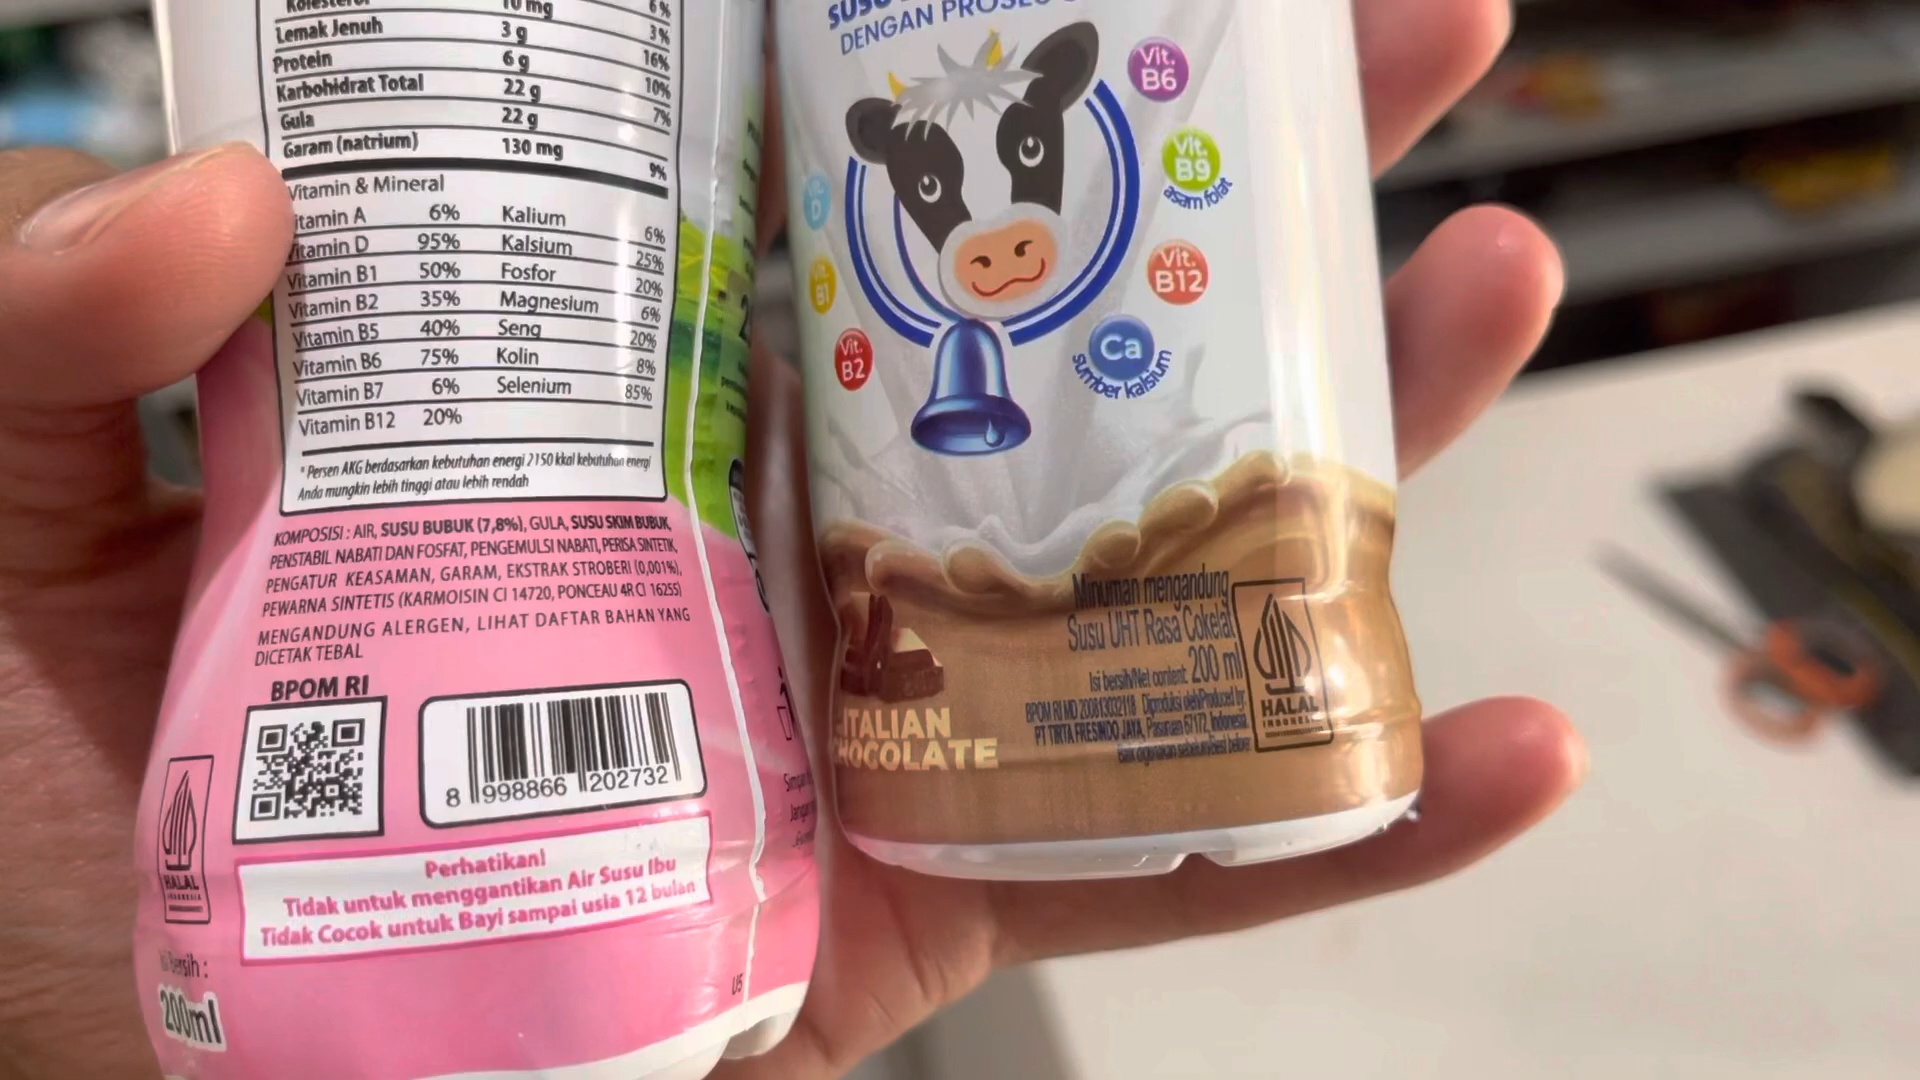 Kolesterol 10 mg 6%
Lemak Jenuh 3 g 3%
Protein 6 g 16%
Karbohidrat Total 22 g 10%
Gula 22 g 7%
Garam (natrium) 130 mg 9%
Vitamin & Mineral
Vitamin A 6% Kalium 6%
Vitamin D 95% Kalsium 25%
Vitamin B1 50% Fosfor 20%
Vitamin B2 35% Magnesium 6%
Vitamin B5 40% Seng 20%
Vitamin B6 75% Kolin 8%
Vitamin B7 6% Selenium 85%
Vitamin B12 20%
* Persen AKG berdasarkan kebutuhan energi 2150 kkal kebutuhan energi
Anda mungkin lebih tinggi atau lebih rendah
KOMPOSISI : AIR, SUSU BUBUK (7,8%), GULA, SUSU SKIM BUBUK,
PENSTABIL NABATI DAN FOSFAT, PENGEMULSI NABATI, PERISA SINTETIK,
PENGATUR KEASAMAN, GARAM, EKSTRAK STROBERI (0,001%),
PEWARNA SINTETIS (KARMOISIN CI 14720, PONCEAU 4R CI 16255)
MENGANDUNG ALERGEN, LIHAT DAFTAR BAHAN YANG
DICETAK TEBAL
BPOM RI
8 998866 202732
HALAL
INDONESIA
Perhatikan!
Tidak untuk menggantikan Air Susu Ibu
Tidak Cocok untuk Bayi sampai usia 12 bulan
Bersih :
200ml
U5
SUSU
DENGAN PROSES
Vit.
B6
Vit.
B9
asam folat
Vit.
D
Vit.
B1
Vit.
B12
Vit.
B2
Ca
sumber kalsium
Minuman mengandung
Susu UHT Rasa Cokelat
Isi bersih/Net content 200 ml
BPOM RI MD 200813032118 Diproduksi oleh/Produced by:
PT TIRTA FRESINDO JAYA, Pasuruan 67172, Indonesia
Baik digunakan sebelum/Best before:
HALAL
INDONESIA
ITALIAN
CHOCOLATE